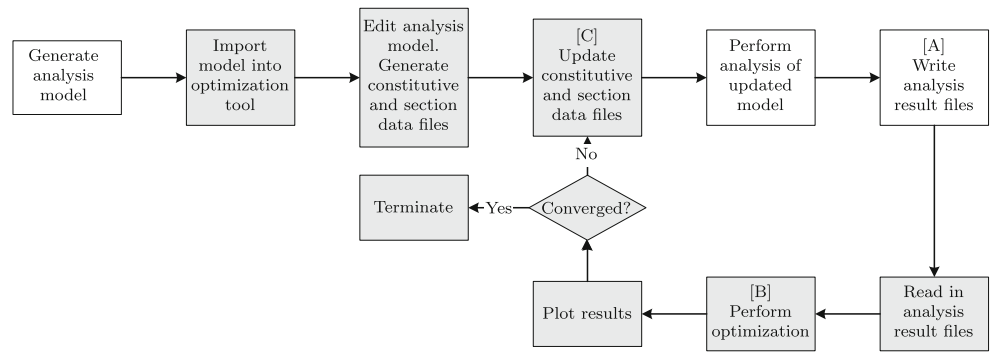 Generate
analysis
model
Import
model into
optimization
tool
Edit analysis
model.
Generate
constitutive
and section
data files
[C]
Update
constitutive
and section
data files
Perform
analysis of
updated
model
[A]
Write
analysis
result files
No
Terminate
Yes
Converged?
Plot results
[B]
Perform
optimization
Read in
analysis
result files